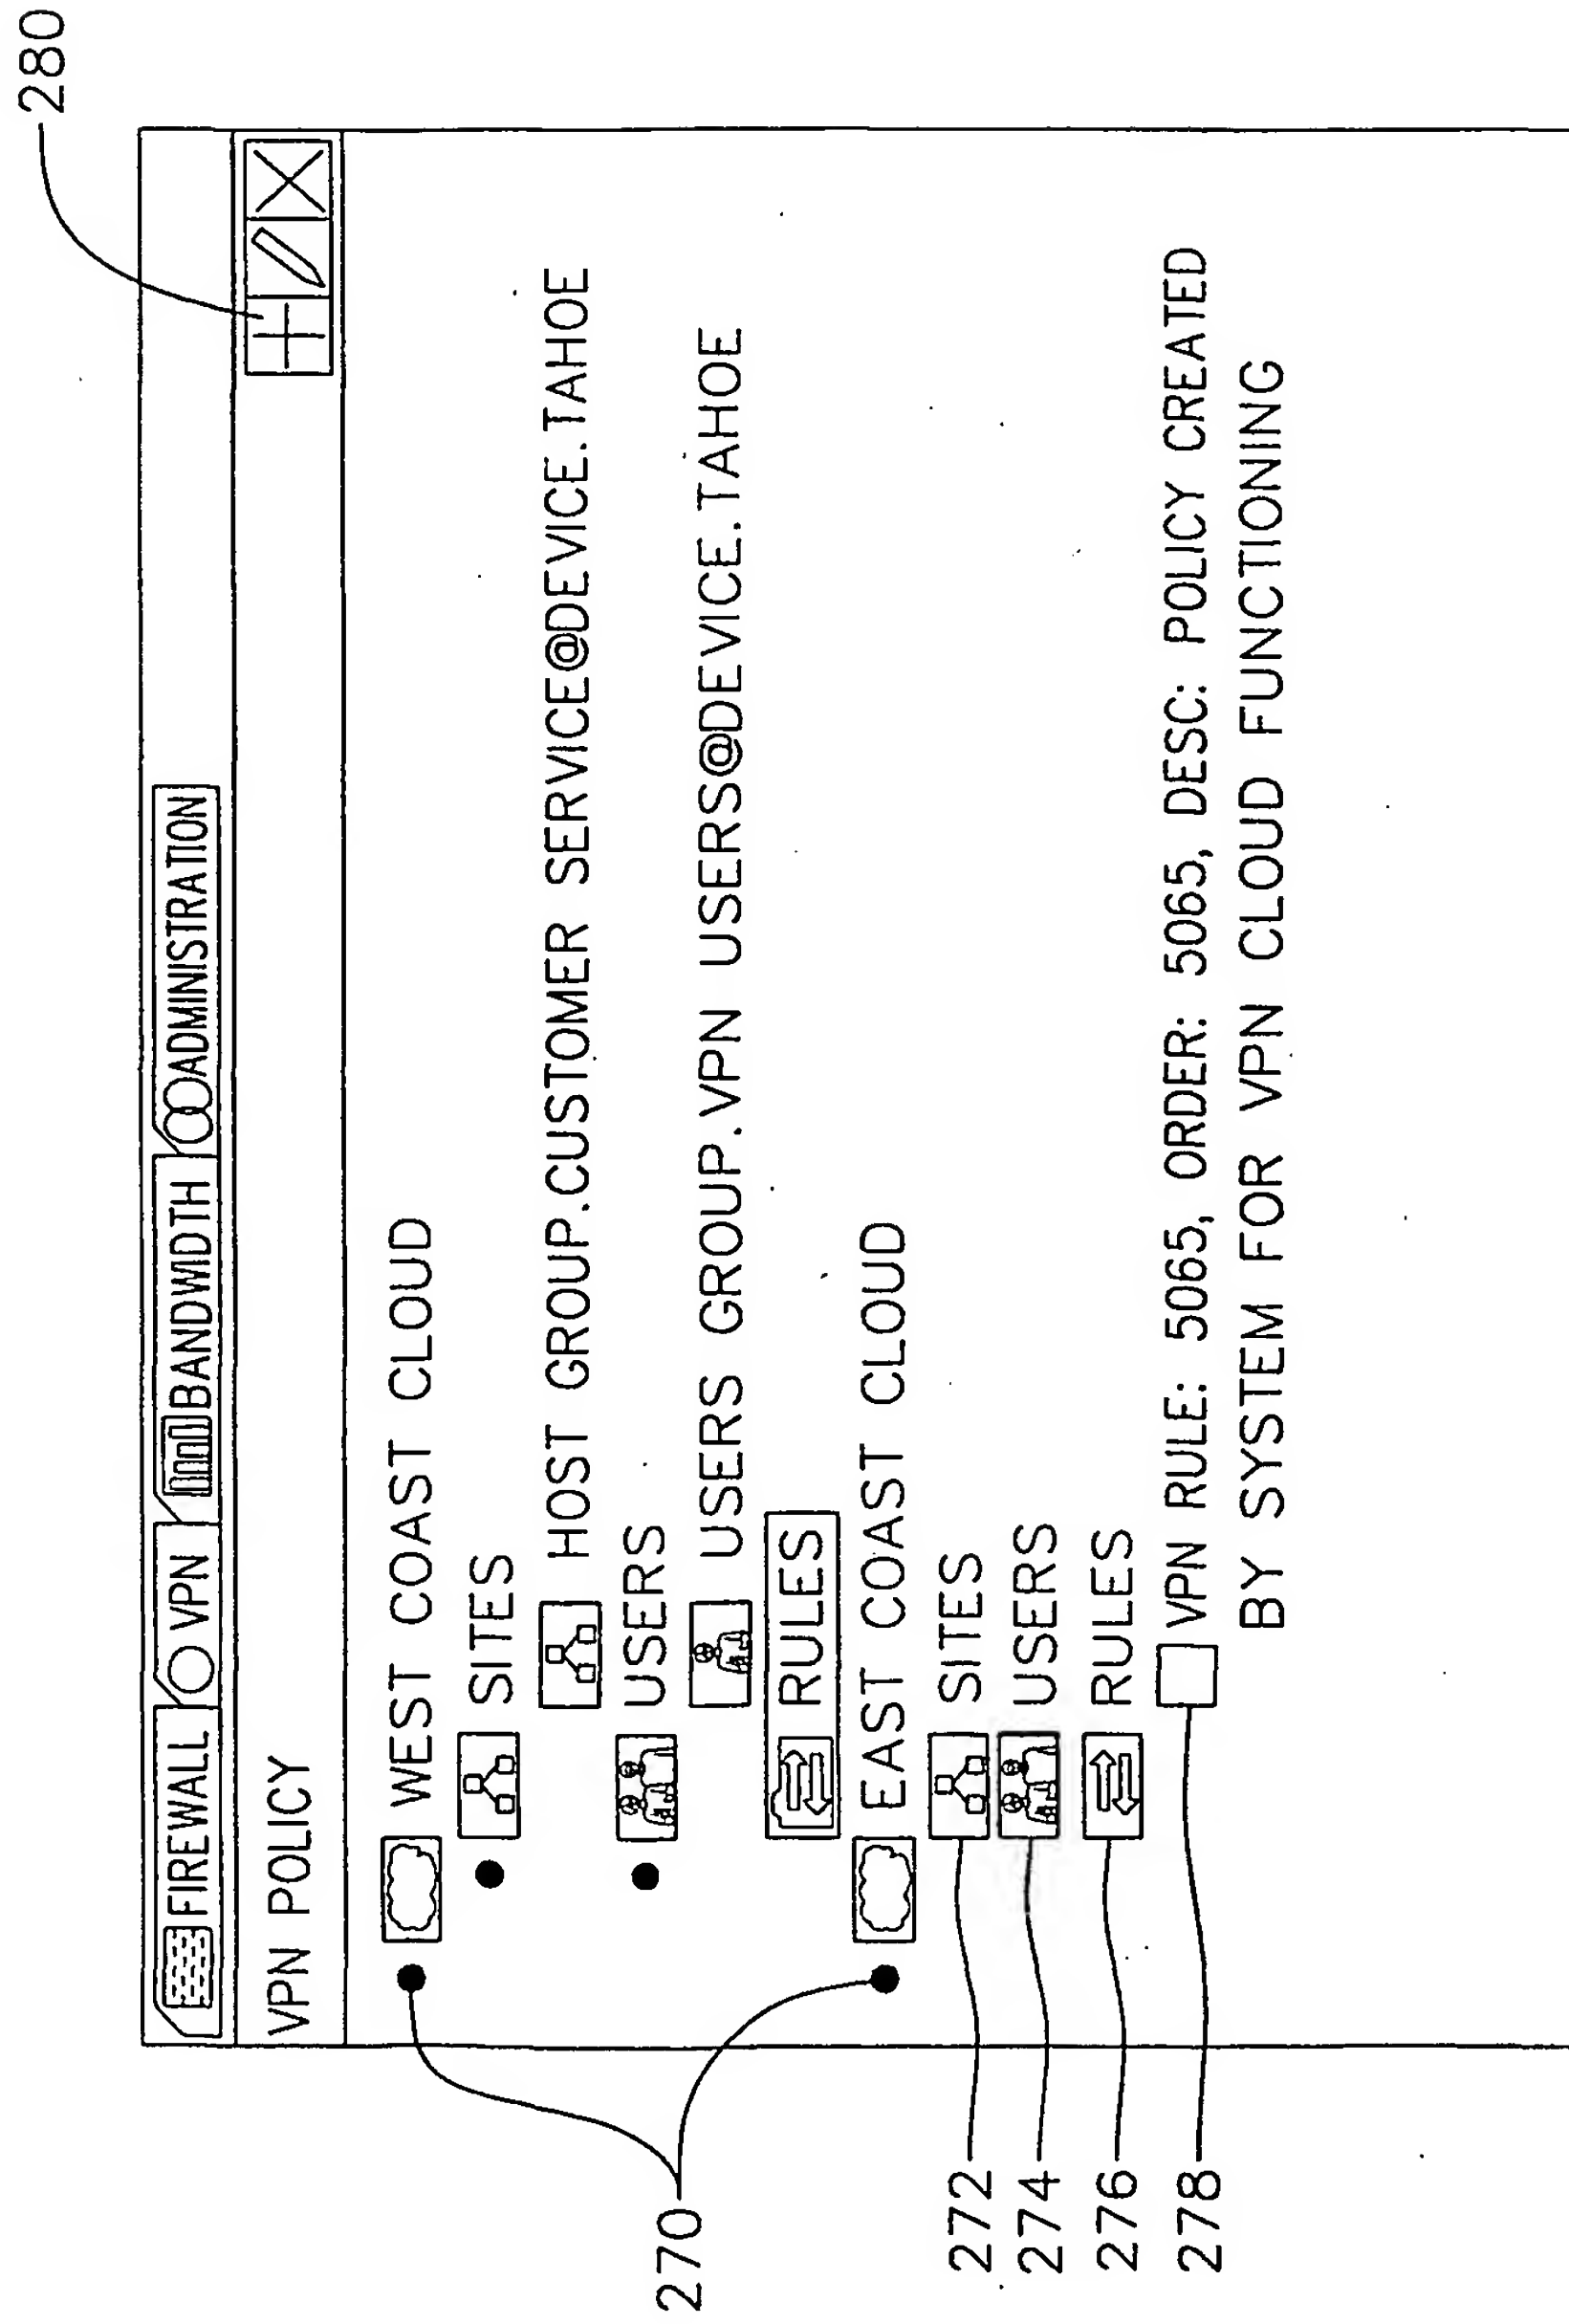 280
FIREWALL VPN BANDWIDTH ADMINISTRATION
VPN POLICY
WEST COAST CLOUD
SITES
HOST GROUP.CUSTOMER SERVICE@DEVICE.TAHOE
USERS
USERS GROUP.VPN USERS@DEVICE.TAHOE
RULES
270
EAST COAST CLOUD
272 SITES
274 USERS
276 RULES
278 VPN RULE: 5065, ORDER: 5065, DESC: POLICY CREATED
BY SYSTEM FOR VPN CLOUD FUNCTIONING